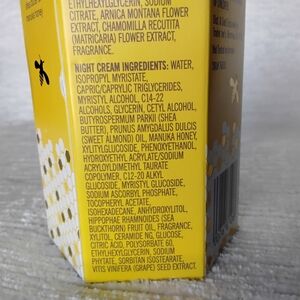 ETHYLHEXYLGLYCERIN, SODIUM
CITRATE, ARNICA MONTANA FLOWER
EXTRACT, CHAMOMILLA RECUTITA
(MATRICARIA) FLOWER EXTRACT,
FRAGRANCE.
NIGHT CREAM INGREDIENTS: WATER,
ISOPROPYL MYRISTATE,
CAPRIC/CAPRYLIC TRIGLYCERIDES,
MYRISTYL ALCOHOL, C14-22
ALCOHOLS, GLYCERIN, CETYL ALCOHOL,
BUTYROSPERMUM PARKII (SHEA
BUTTER), PRUNUS AMYGDALUS DULCIS
(SWEET ALMOND) OIL, MANUKA HONEY,
XYLITYLGLUCOSIDE, PHENOXYETHANOL,
HYDROXYETHYL ACRYLATE/SODIUM
ACRYLOYLDIMETHYL TAURATE
COPOLYMER, C12-20 ALKYL
GLUCOSIDE, MYRISTYL GLUCOSIDE,
SODIUM ASCORBYL PHOSPHATE,
TOCOPHERYL ACETATE,
ISOHEXADECANE, ANHYDROXYLITOL,
HIPPOPHAE RHAMNOIDES (SEA
BUCKTHORN) FRUIT OIL, FRAGRANCE,
XYLITOL, CERAMIDE NG, GLUCOSE,
CITRIC ACID, POLYSORBATE 60,
ETHYLHEXYLGLYCERIN, SODIUM
PHYTATE, SORBITAN ISOSTEARATE,
VITIS VINIFERA (GRAPE) SEED EXTRACT.